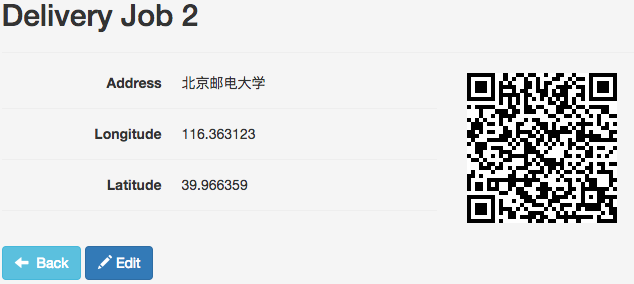 Delivery Job 2
Address 北京邮电大学
Longitude 116.363123
Latitude 39.966359
Back Edit